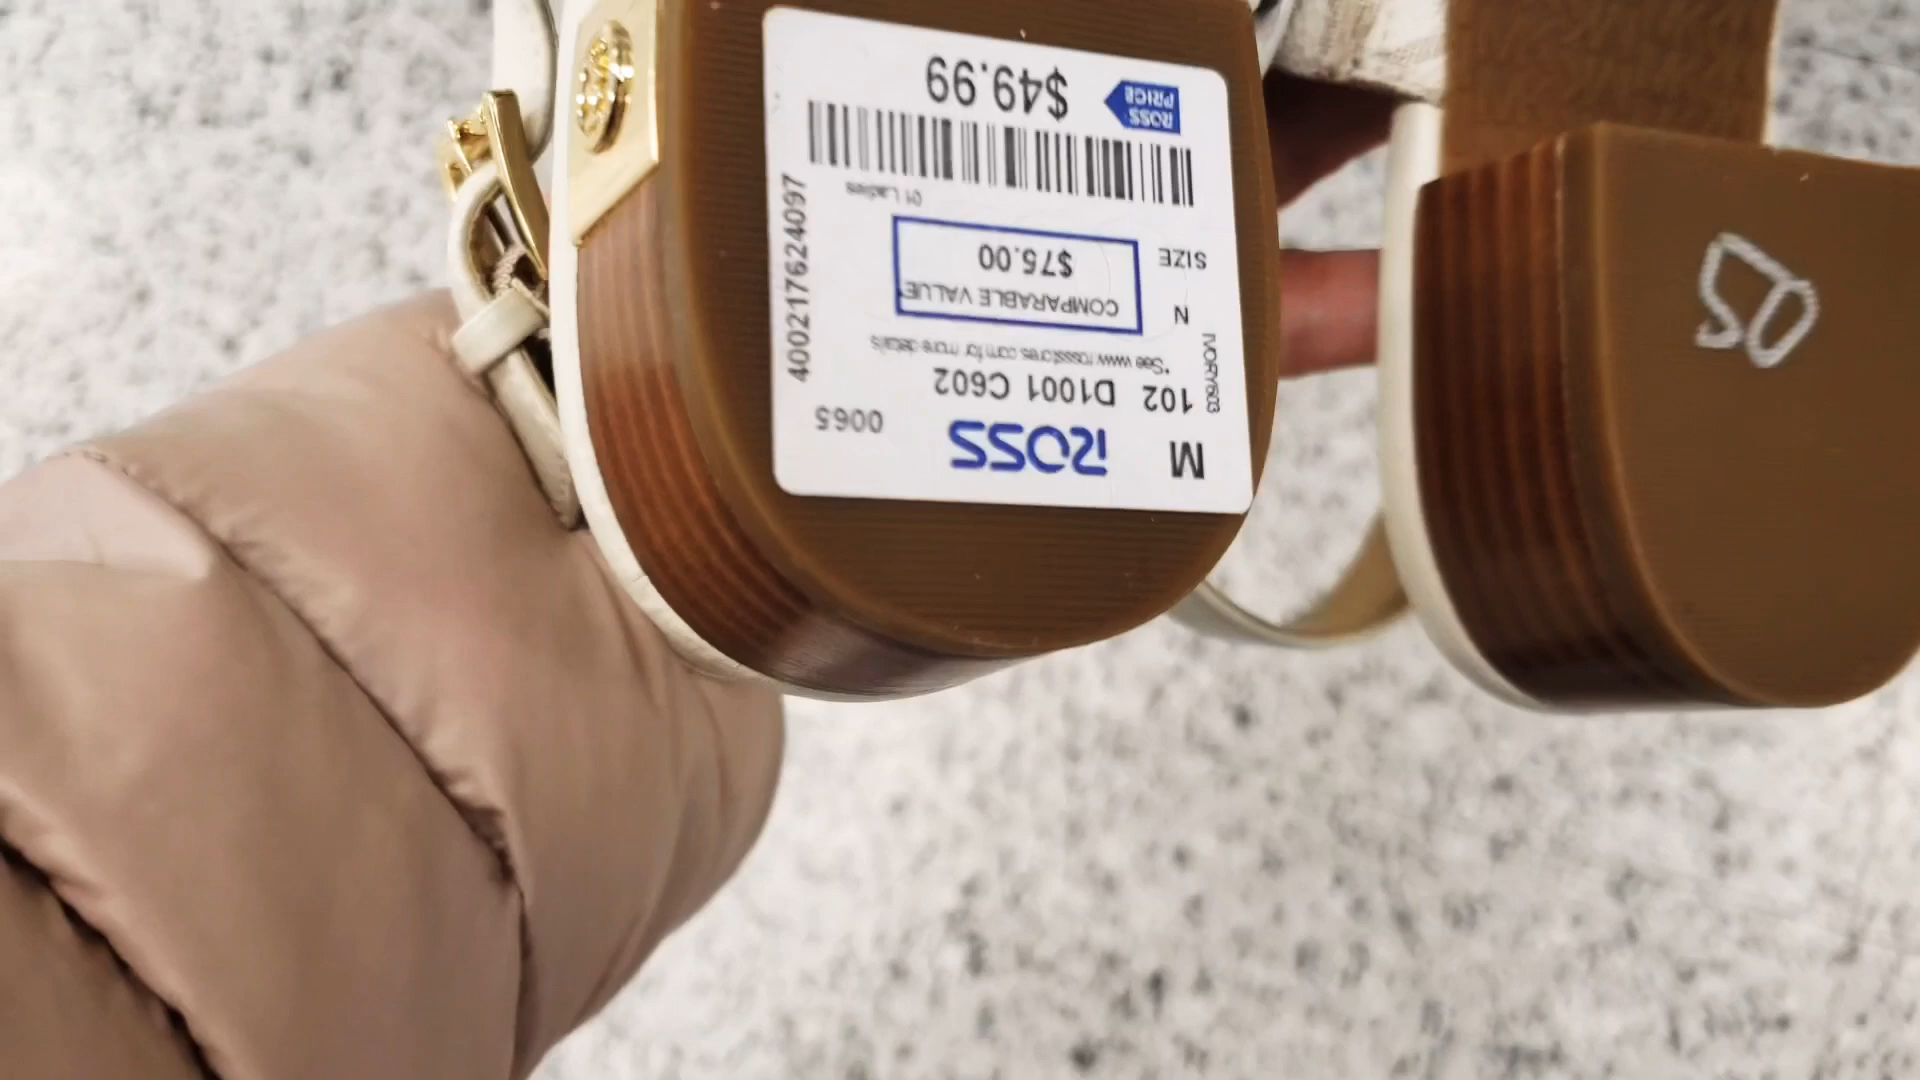 M
ROSS
0065
102 D1001 C602
IVORY603
*See www.rossstores.com for more details
N
COMPARABLE VALUE
$75.00
SIZE
01 Ladies
400217624097
$49.99
ROSS
PRICE